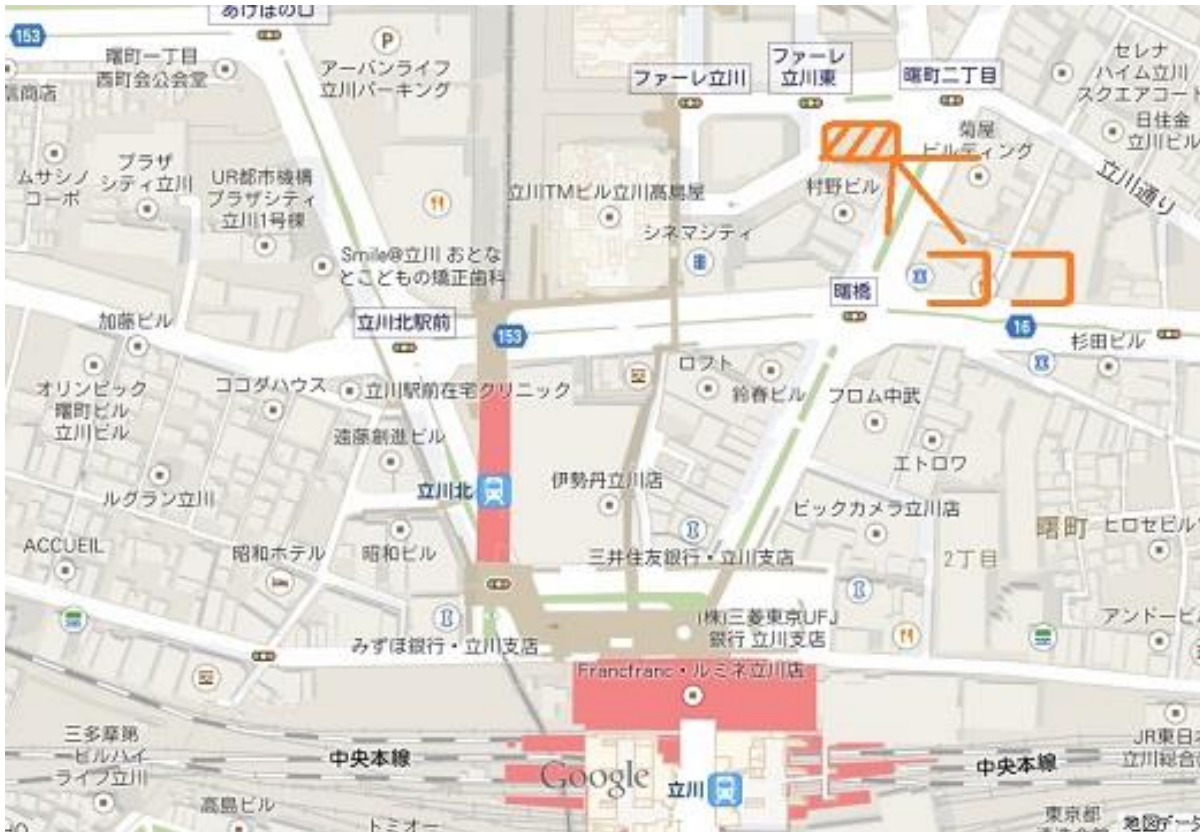 あけぼの口
153
曙町一丁目
西町会公会堂
信商店
P
アーバンライフ
立川パーキング
ファーレ立川
ファーレ
立川東
曙町二丁目
セレナ
ハイム立川
スクエアコート
日住金
立川ビル
菊屋
ビルディング
立川通り
ムサシノ
コーポ
プラザ
シティ立川
UR都市機構
プラザシティ
立川1号棟
立川TMビル立川髙島屋
村野ビル
シネマシティ
Smile@立川 おとな
とこどもの矯正歯科
曙橋
加藤ビル
立川北駅前
153
16
杉田ビル
オリンピック
曙町ビル
立川ビル
ココダハウス
立川駅前在宅クリニック
ロフト
鈴春ビル
フロム中武
遠藤創進ビル
エトロワ
ルグラン立川
立川北
伊勢丹立川店
ビックカメラ立川店
曙町
ヒロセビル
ACCUEIL
昭和ホテル
昭和ビル
三井住友銀行・立川支店
2丁目
みずほ銀行・立川支店
(株)三菱東京UFJ
銀行 立川支店
アンドービ
Francfranc・ルミネ立川店
三多摩第
一ビルハイ
ライフ立川
中央本線
Google
立川
中央本線
JR東日本
立川総合
高島ビル
トミオー
東京都
地図データ